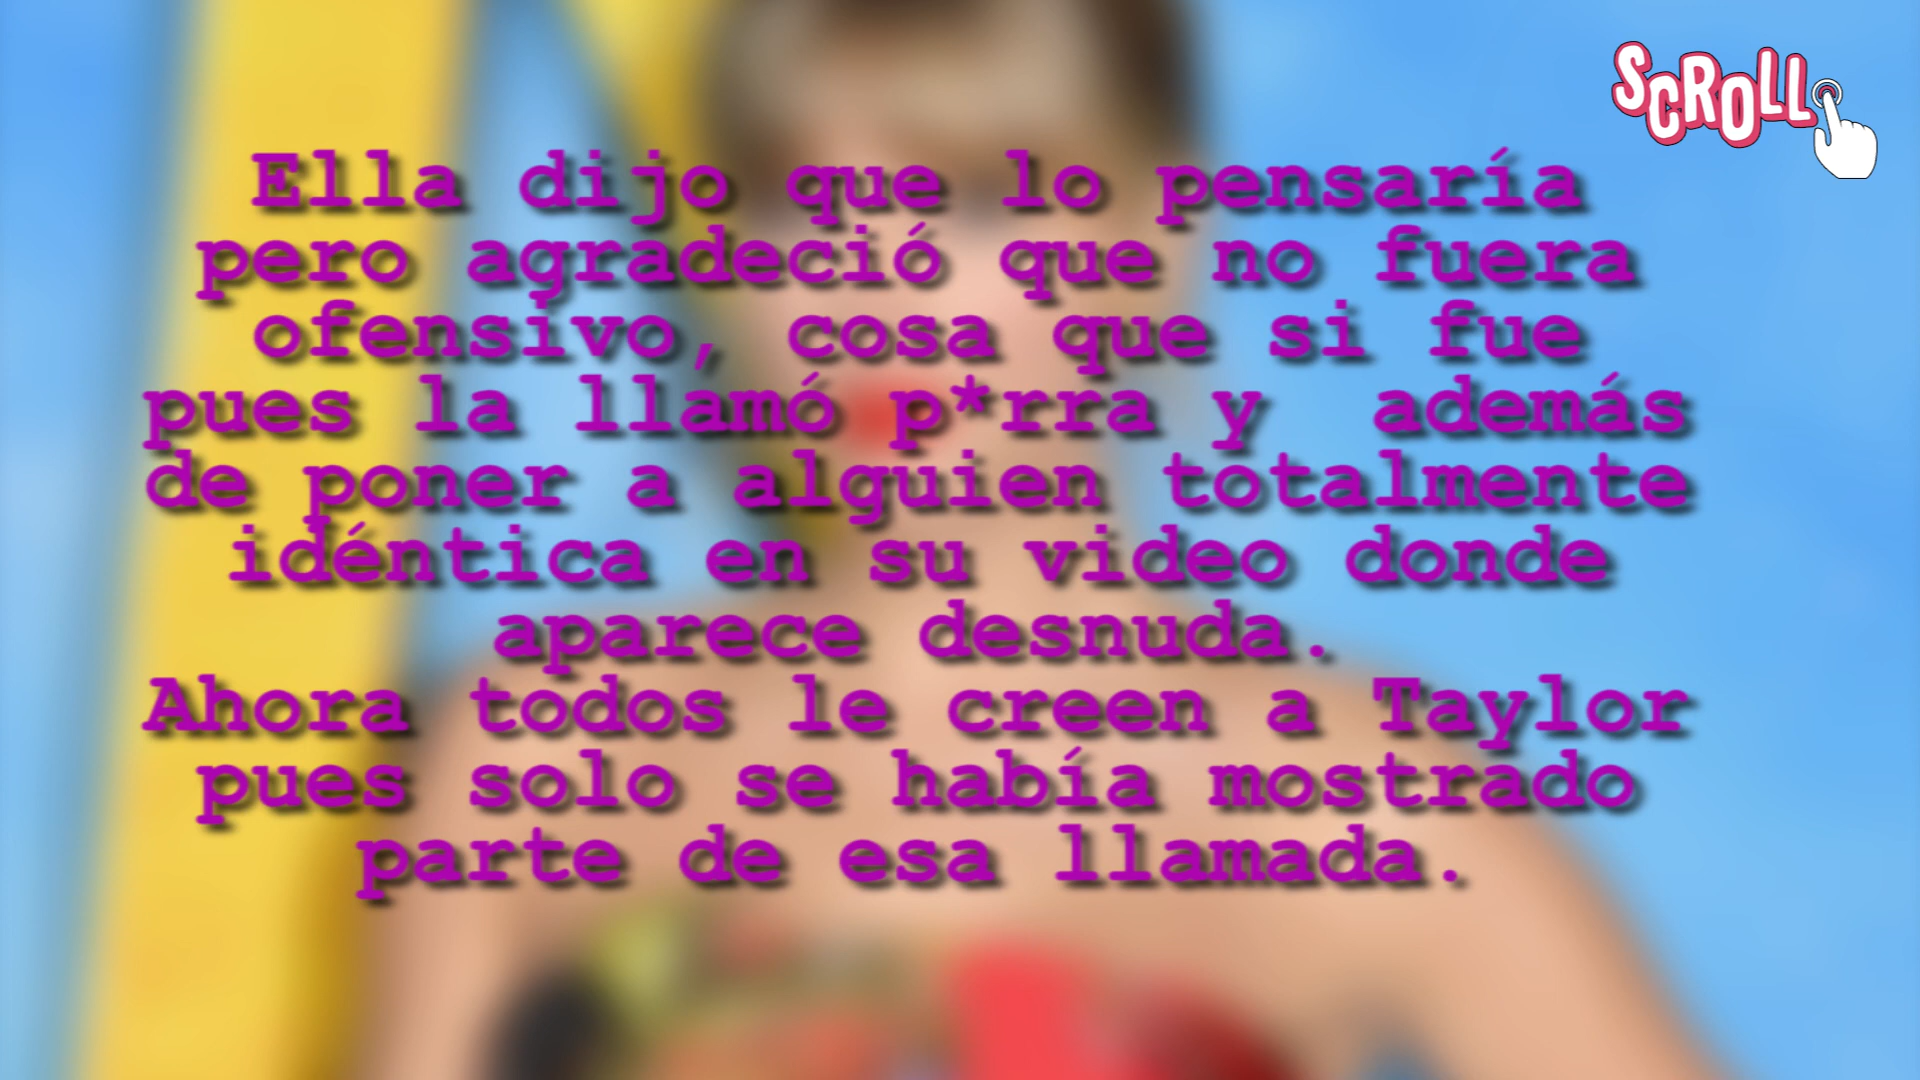 SCROLL
Ella dijo que lo pensaría
pero agradeció que no fuera
ofensivo, cosa que si fue
pues la llamó p*rra y  además
de poner a alguien totalmente
idéntica en su video donde
aparece desnuda.
Ahora todos le creen a Taylor
pues solo se había mostrado
parte de esa llamada.